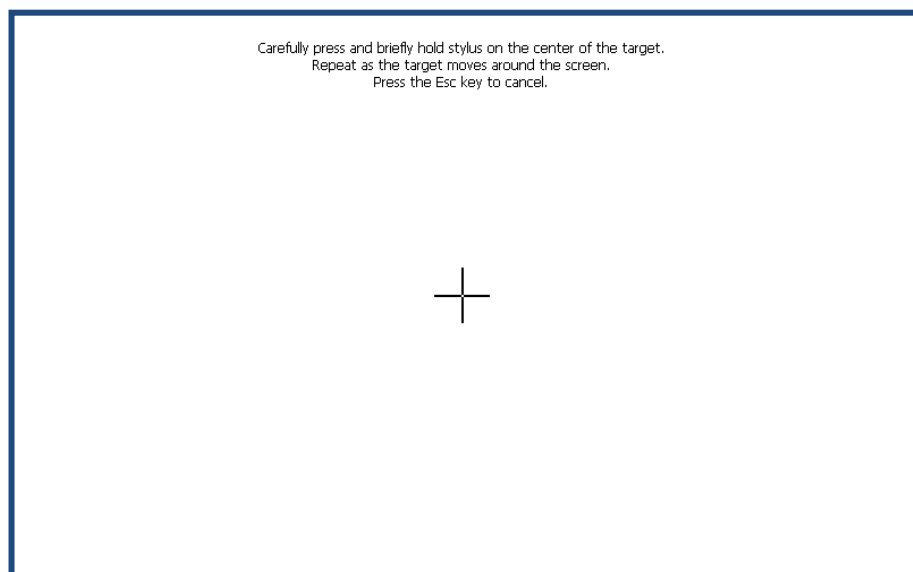 Carefully press and briefly hold stylus on the center of the target.
Repeat as the target moves around the screen.
Press the Esc key to cancel.